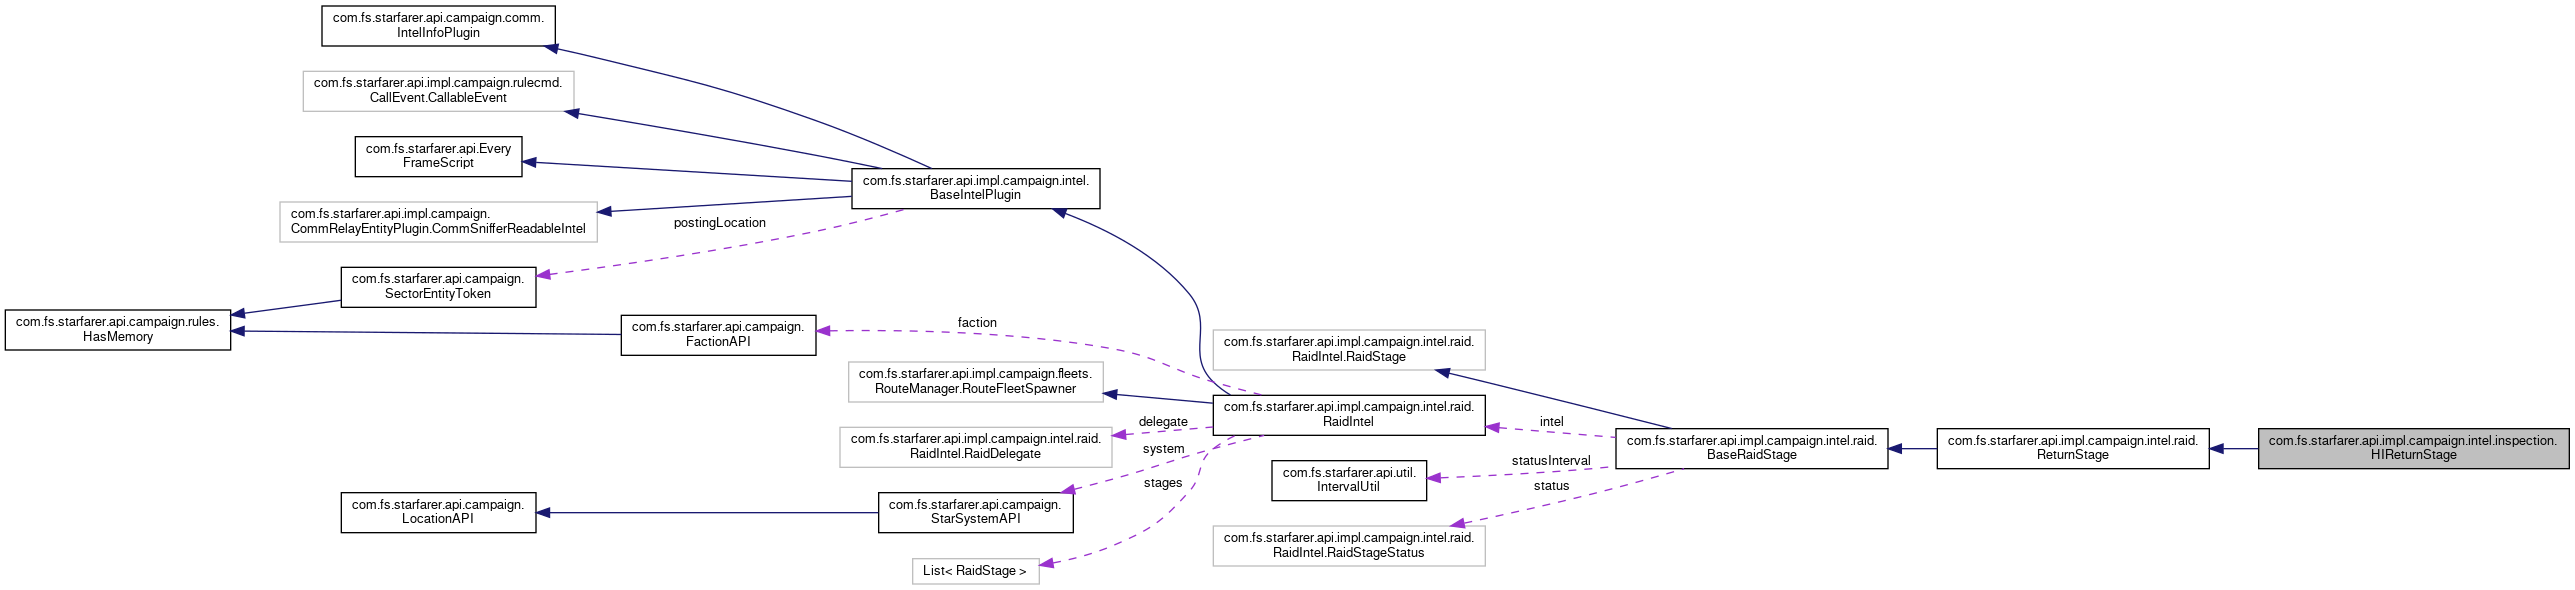 com.fs.starfarer.api.campaign.comm.
IntelInfoPlugin
com.fs.starfarer.api.impl.campaign.rulecmd.
CallEvent.CallableEvent
com.fs.starfarer.api.Every
FrameScript
com.fs.starfarer.api.impl.campaign.intel.
BaseIntelPlugin
com.fs.starfarer.api.impl.campaign.
CommRelayEntityPlugin.CommSnifferReadableIntel
postingLocation
com.fs.starfarer.api.campaign.
SectorEntityToken
com.fs.starfarer.api.campaign.rules.
HasMemory
com.fs.starfarer.api.campaign.
FactionAPI
faction
com.fs.starfarer.api.impl.campaign.intel.raid.
RaidIntel.RaidStage
com.fs.starfarer.api.impl.campaign.fleets.
RouteManager.RouteFleetSpawner
com.fs.starfarer.api.impl.campaign.intel.raid.
RaidIntel
delegate
intel
com.fs.starfarer.api.impl.campaign.intel.raid.
RaidIntel.RaidDelegate
system
com.fs.starfarer.api.impl.campaign.intel.raid.
BaseRaidStage
com.fs.starfarer.api.impl.campaign.intel.raid.
ReturnStage
com.fs.starfarer.api.impl.campaign.intel.inspection.
HIReturnStage
statusInterval
com.fs.starfarer.api.util.
IntervalUtil
stages
status
com.fs.starfarer.api.campaign.
LocationAPI
com.fs.starfarer.api.campaign.
StarSystemAPI
com.fs.starfarer.api.impl.campaign.intel.raid.
RaidIntel.RaidStageStatus
List< RaidStage >